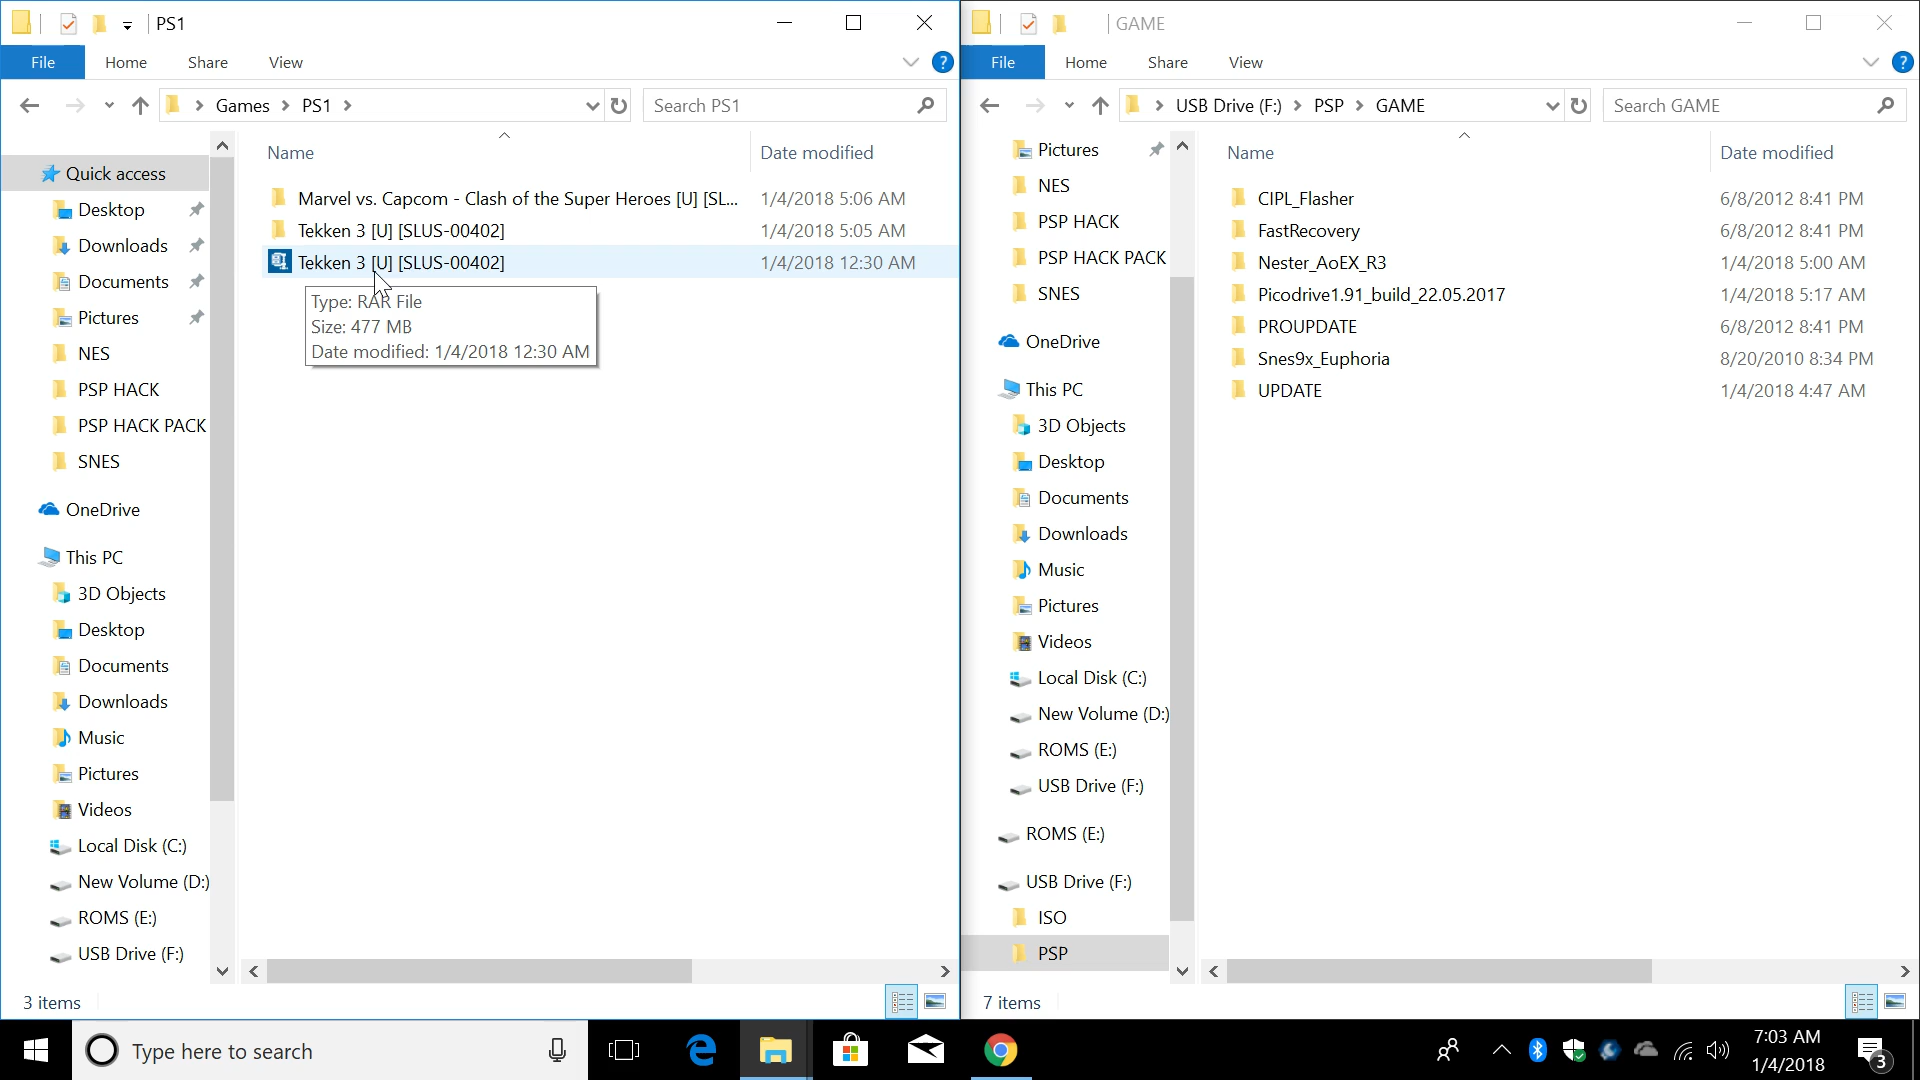 PS1
File Home Share View
Games PS1
Search PS1
Name Date modified
Quick access
Desktop
Downloads
Documents
Pictures
NES
PSP HACK
PSP HACK PACK
SNES
OneDrive
This PC
3D Objects
Desktop
Documents
Downloads
Music
Pictures
Videos
Local Disk (C:)
New Volume (D:)
ROMS (E:)
USB Drive (F:)
Marvel vs. Capcom - Clash of the Super Heroes [U] [SL... 1/4/2018 5:06 AM
Tekken 3 [U] [SLUS-00402] 1/4/2018 5:05 AM
Tekken 3 [U] [SLUS-00402] 1/4/2018 12:30 AM
Type: RAR File
Size: 477 MB
Date modified: 1/4/2018 12:30 AM
3 items
GAME
File Home Share View
?
USB Drive (F:) PSP GAME
Search GAME
Name Date modified
Pictures
NES
PSP HACK
PSP HACK PACK
SNES
OneDrive
This PC
3D Objects
Desktop
Documents
Downloads
Music
Pictures
Videos
Local Disk (C:)
New Volume (D:)
ROMS (E:)
USB Drive (F:)
ROMS (E:)
USB Drive (F:)
ISO
PSP
CIPL_Flasher 6/8/2012 8:41 PM
FastRecovery 6/8/2012 8:41 PM
Nester_AoEX_R3 1/4/2018 5:00 AM
Picodrive1.91_build_22.05.2017 1/4/2018 5:17 AM
PROUPDATE 6/8/2012 8:41 PM
Snes9x_Euphoria 8/20/2010 8:34 PM
UPDATE 1/4/2018 4:47 AM
7 items
Type here to search
7:03 AM
1/4/2018
3